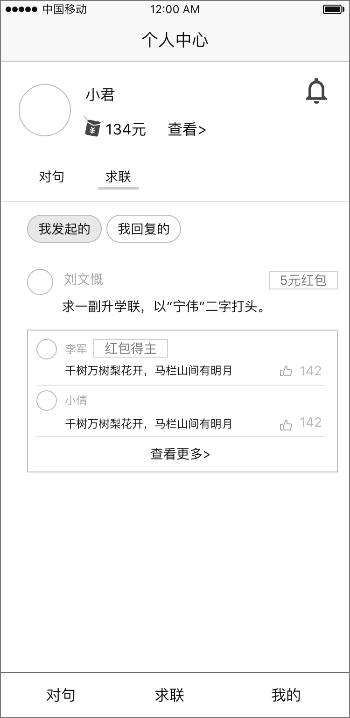 中国移动 12:00 AM
个人中心
小君
¥ 134元 查看>
对句 求联
我发起的 我回复的
刘文慨 5元红包
求一副升学联，以“宁伟”二字打头。
李军 红包得主
千树万树梨花开，马栏山间有明月 142
小倩
千树万树梨花开，马栏山间有明月 142
查看更多>
对句 求联 我的